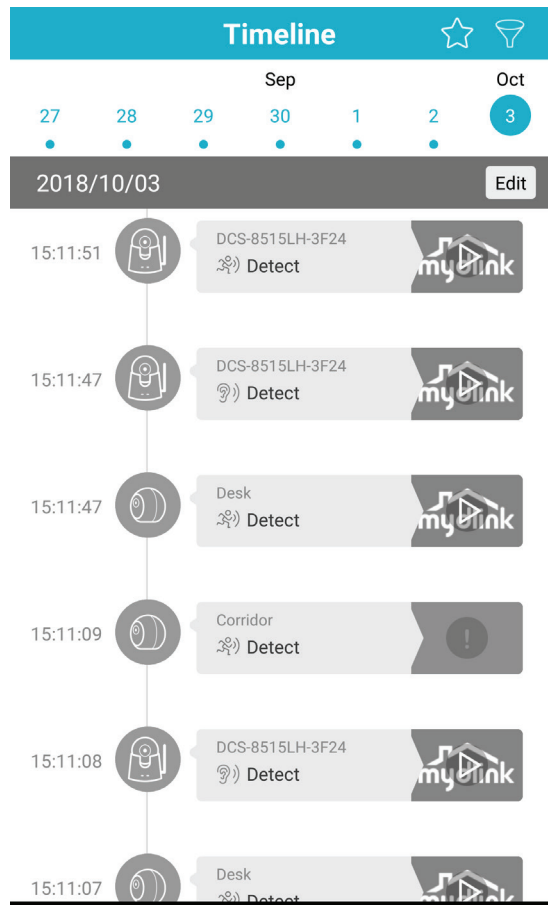 Timeline
Sep Oct
27 28 29 30 1 2 3
2018/10/03 Edit
DCS-8515LH-3F24
15:11:51 Detect mydlink
DCS-8515LH-3F24
15:11:47 Detect mydlink
Desk
15:11:47 Detect mydlink
Corridor
15:11:09 Detect !
DCS-8515LH-3F24
15:11:08 Detect mydlink
Desk
15:11:07 Detect